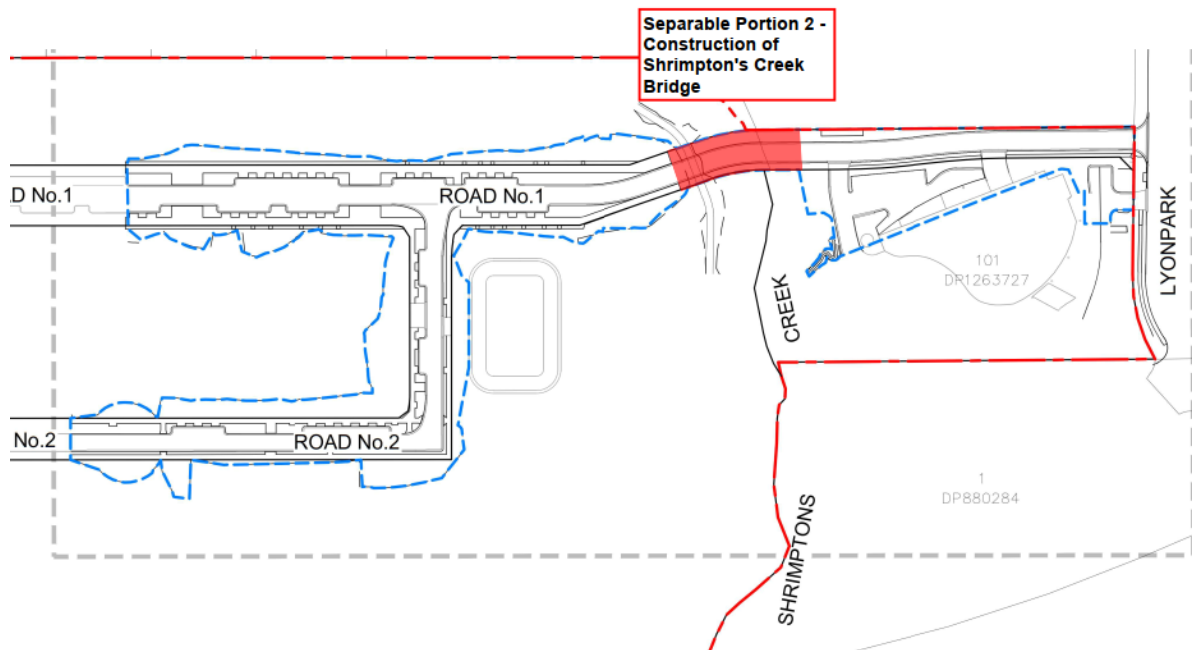 Separable Portion 2 -
Construction of
Shrimpton's Creek
Bridge
D No.1
ROAD No.1
LYONPARK
101
DP1263727
CREEK
No.2
ROAD No.2
1
DP880284
SHRIMPTONS